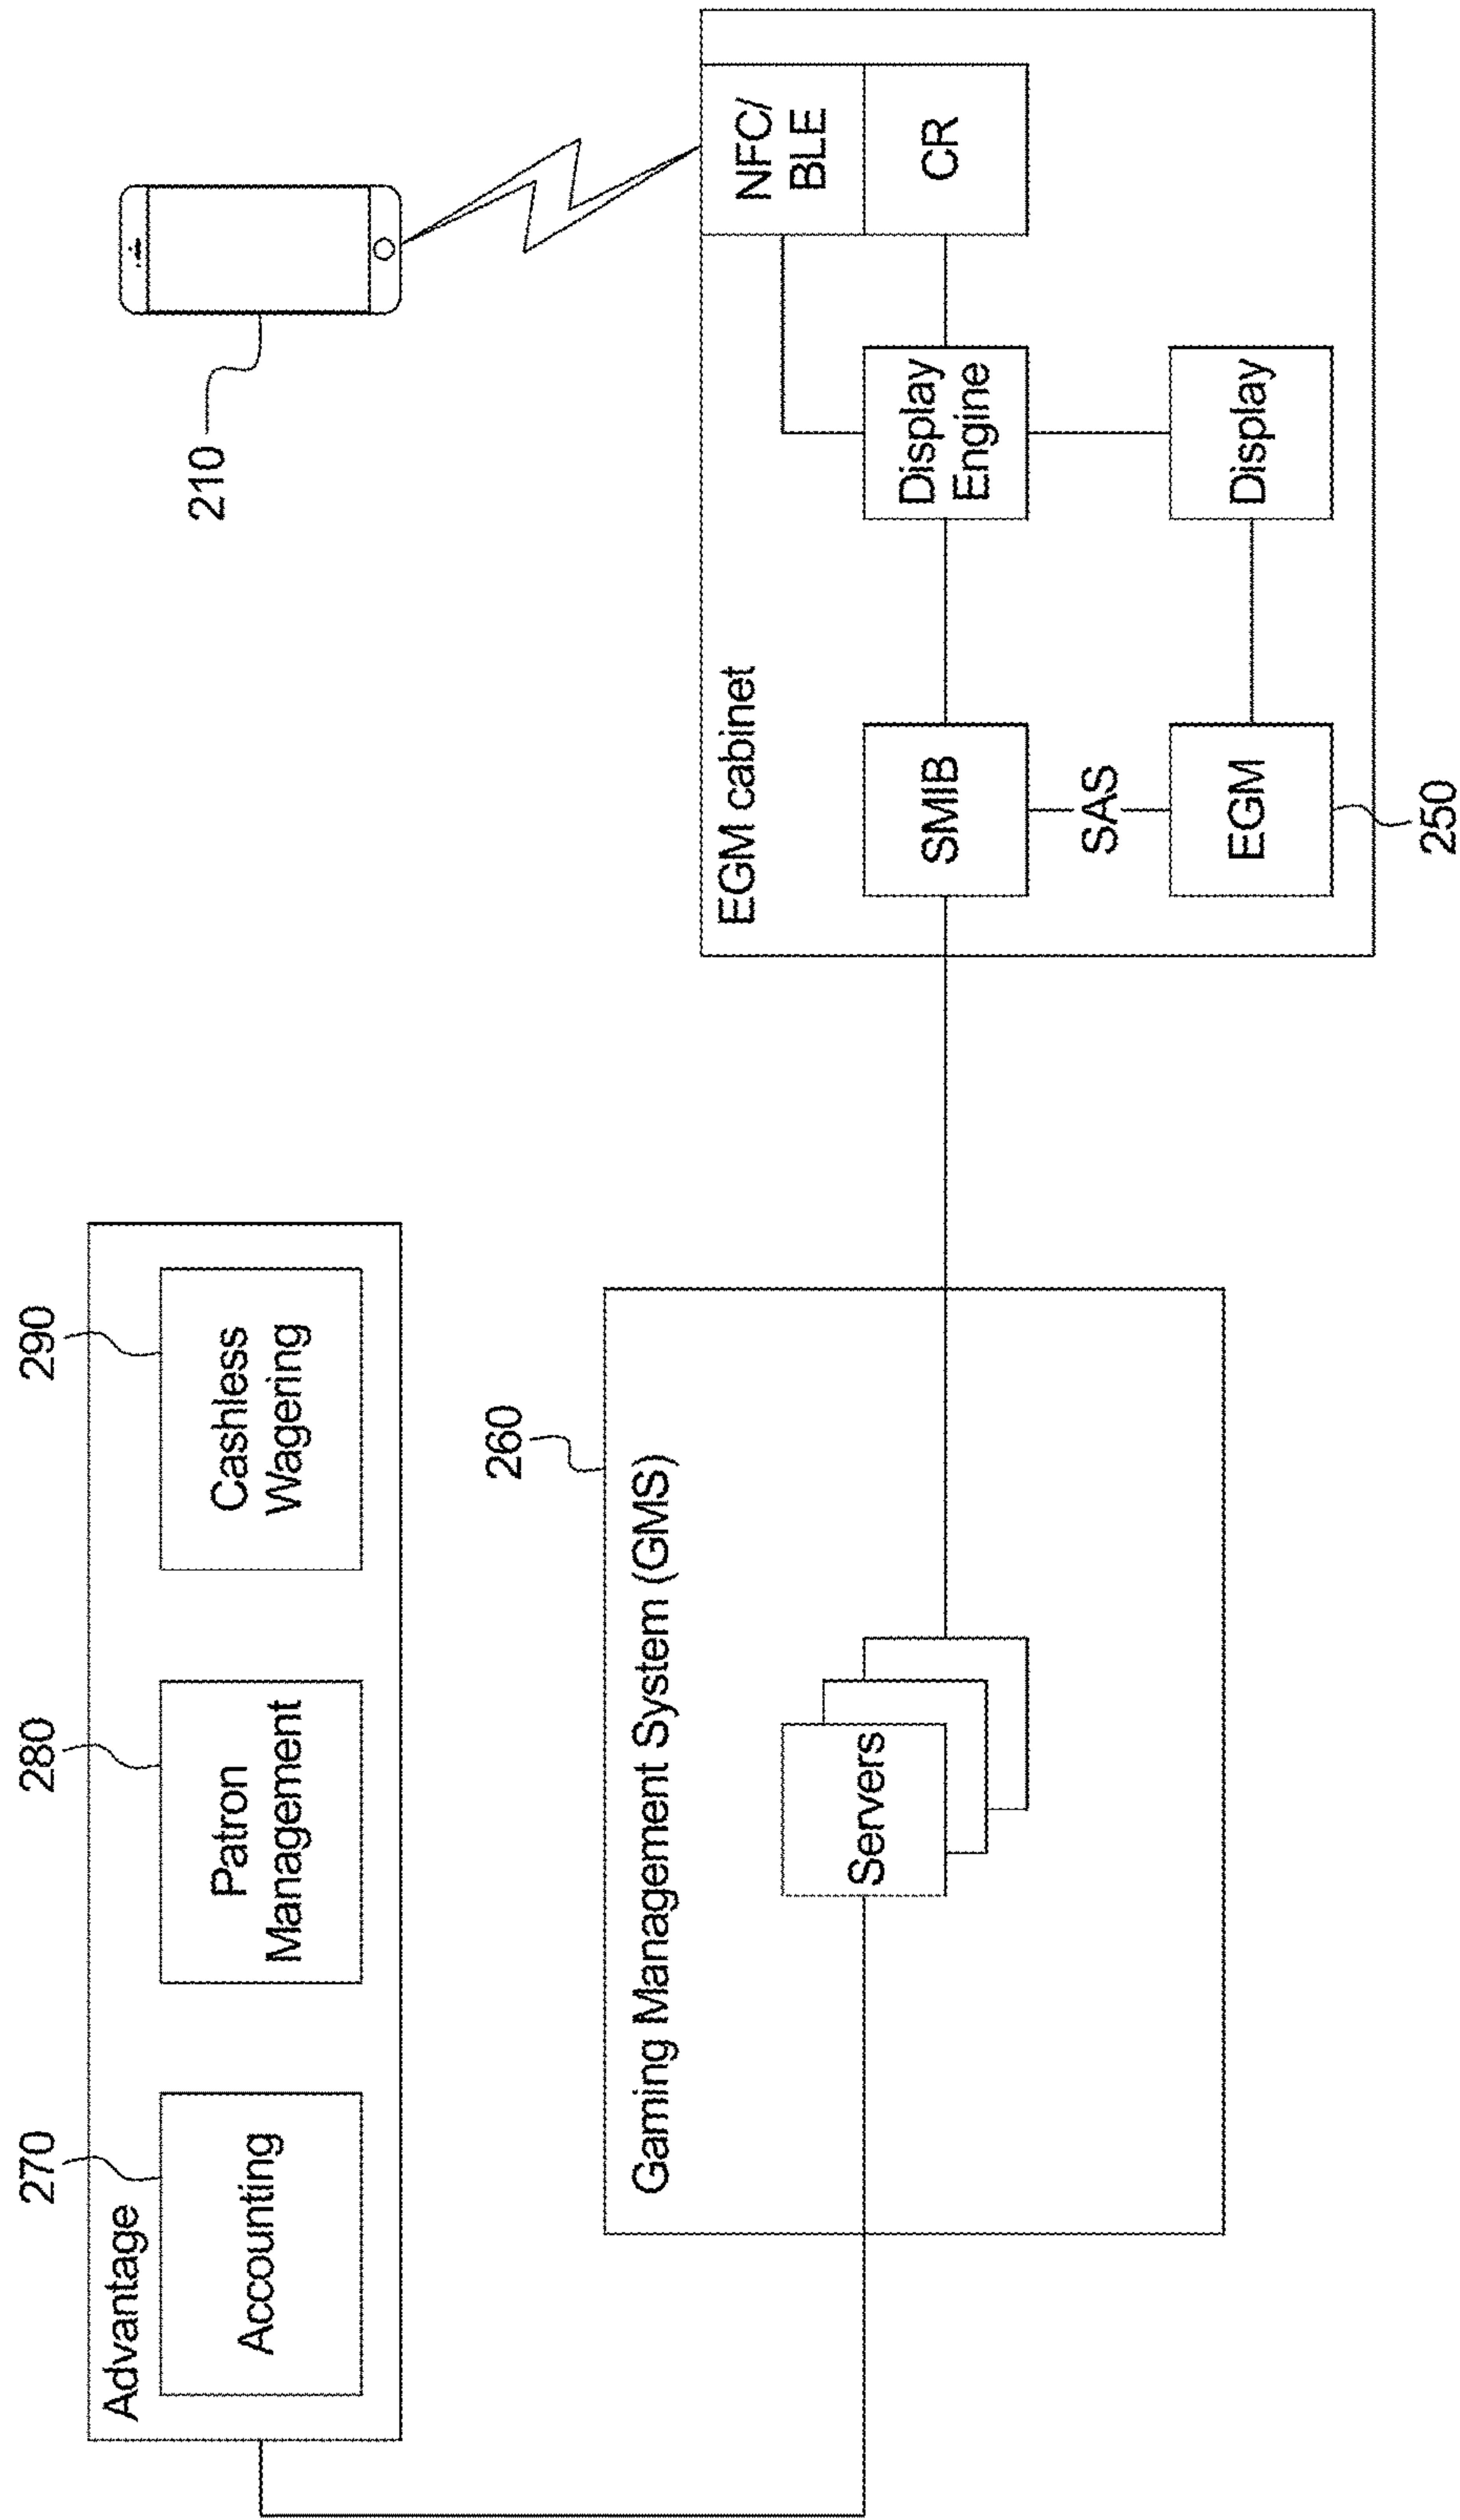 270
280
290
Advantage
Accounting
Patron
Management
Cashless
Wagering
210
260
Gaming Management System (GMS)
Servers
EGM cabinet
NFC/
BLE
CR
SMIB
Display
Engine
SAS
EGM
Display
250